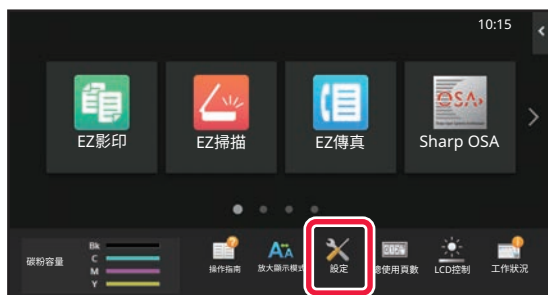 10:15
EZ影印
EZ掃描
EZ傳真
OSA
Sharp OSA
碳粉容量
Bk
C
M
Y
操作指南
放大顯示模式
設定
使用頁數
LCD控制
工作狀況